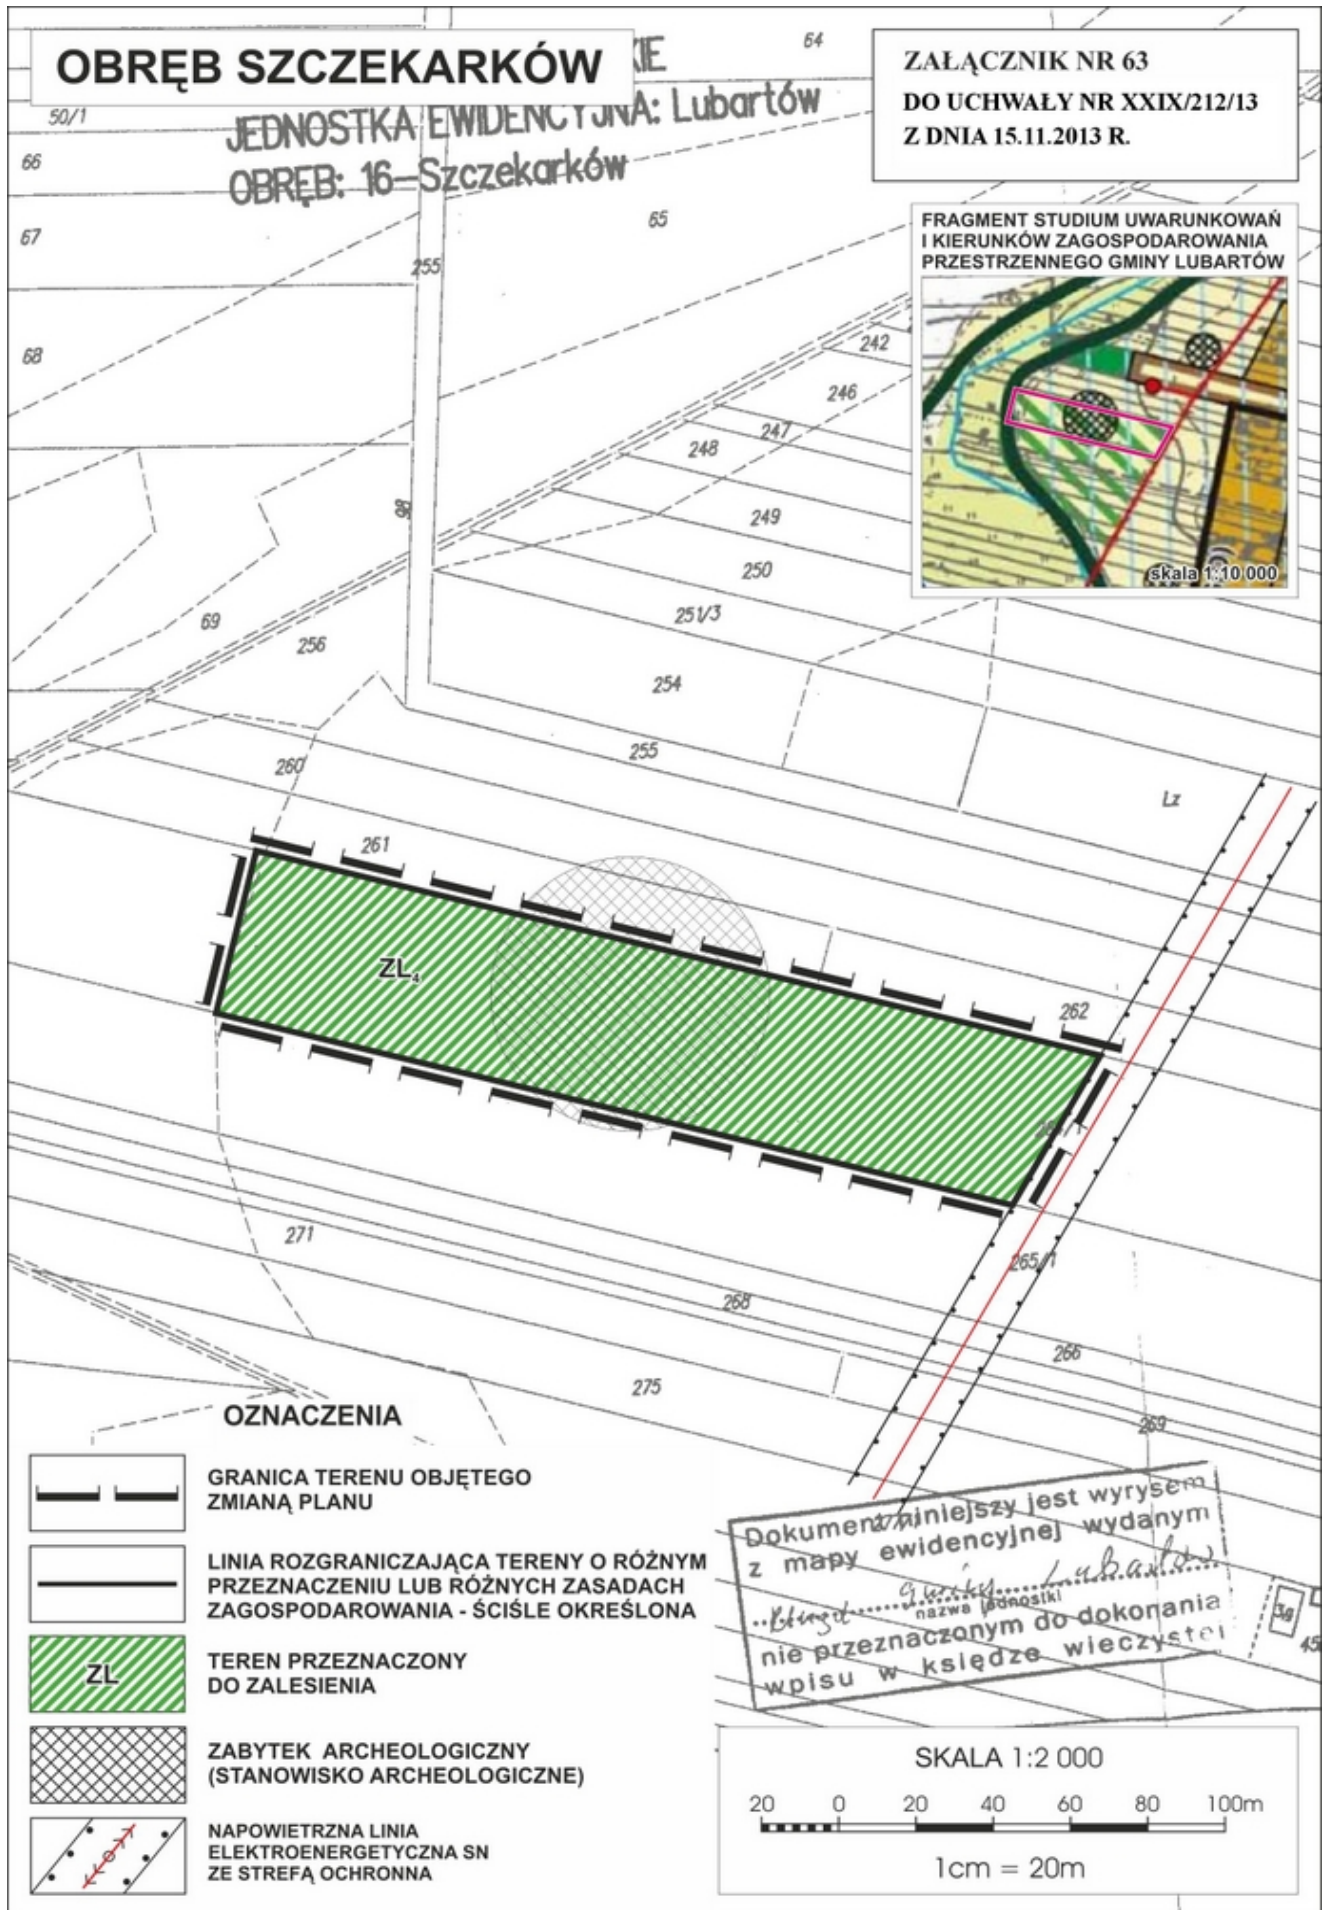 OBRĘB SZCZEKARKÓW
KIE
JEDNOSTKA EWIDENCYJNA: Lubartów
OBRĘB: 16-Szczekarków
ZAŁĄCZNIK NR 63
DO UCHWAŁY NR XXIX/212/13
Z DNIA 15.11.2013 R.
FRAGMENT STUDIUM UWARUNKOWAŃ
I KIERUNKÓW ZAGOSPODAROWANIA
PRZESTRZENNEGO GMINY LUBARTÓW
skala 1:10 000
64
50/1
66
67
65
255
68
242
246
247
248
98
249
250
69
256
251/3
254
255
260
Lz
261
ZL4
262
271
265/1
268
266
275
269
OZNACZENIA
GRANICA TERENU OBJĘTEGO
ZMIANĄ PLANU
LINIA ROZGRANICZAJĄCA TERENY O RÓŻNYM
PRZEZNACZENIU LUB RÓŻNYCH ZASADACH
ZAGOSPODAROWANIA - ŚCIŚLE OKREŚLONA
ZL
TEREN PRZEZNACZONY
DO ZALESIENIA
ZABYTEK ARCHEOLOGICZNY
(STANOWISKO ARCHEOLOGICZNE)
NAPOWIETRZNA LINIA
ELEKTROENERGETYCZNA SN
ZE STREFĄ OCHRONNA
Dokument niniejszy jest wyrysem
z mapy ewidencyjnej wydanym
Lubartów
nazwa jednostki
nie przeznaczonym do dokonania
wpisu w księdze wieczystej
SKALA 1:2 000
20 0 20 40 60 80 100m
1cm = 20m